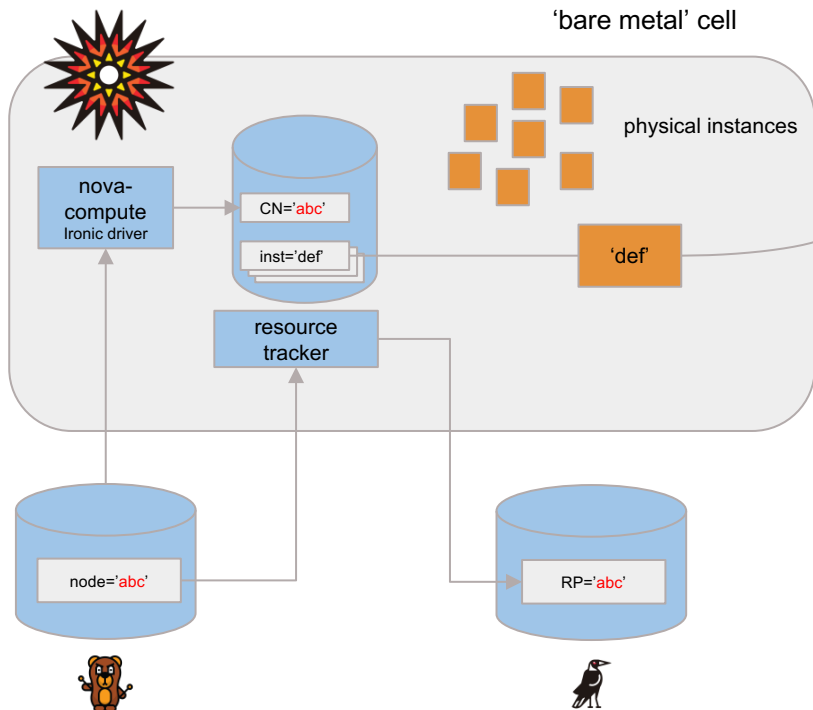 ‘bare metal’ cell
physical instances
nova-
compute
Ironic driver
CN=’abc’
inst=’def’
‘def’
resource
tracker
node=’abc’
RP=’abc’